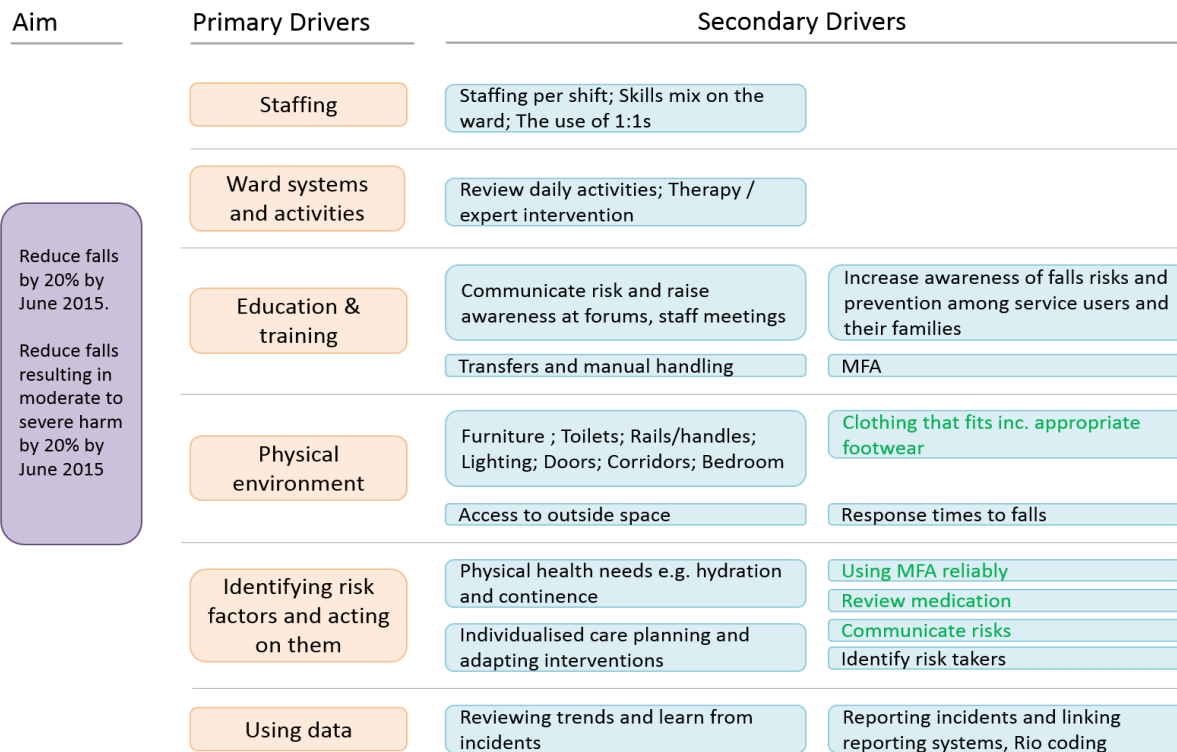 Aim
Primary Drivers
Secondary Drivers
Reduce falls
by 20% by
June 2015.
Reduce falls
resulting in
moderate to
severe harm
by 20% by
June 2015
Staffing
Staffing per shift; Skills mix on the
ward; The use of 1:1s
Ward systems
and activities
Review daily activities; Therapy /
expert intervention
Education &
training
Communicate risk and raise
awareness at forums, staff meetings
Increase awareness of falls risks and
prevention among service users and
their families
Transfers and manual handling
MFA
Physical
environment
Furniture ; Toilets; Rails/handles;
Lighting; Doors; Corridors; Bedroom
Clothing that fits inc. appropriate
footwear
Access to outside space
Response times to falls
Identifying risk
factors and acting
on them
Physical health needs e.g. hydration
and continence
Individualised care planning and
adapting interventions
Using MFA reliably
Review medication
Communicate risks
Identify risk takers
Using data
Reviewing trends and learn from
incidents
Reporting incidents and linking
reporting systems, Rio coding